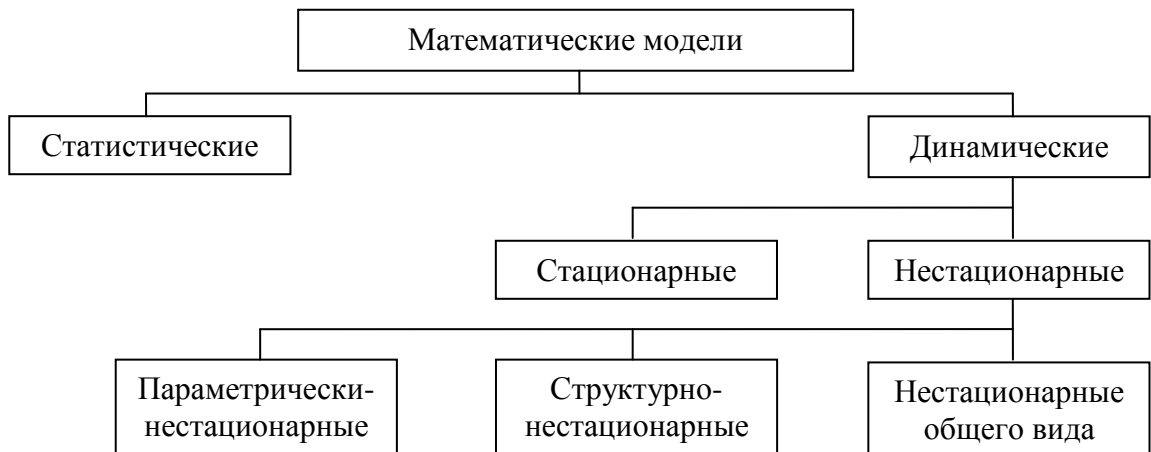 Математические модели
Статистические
Динамические
Стационарные
Нестационарные
Параметрически-
нестационарные
Структурно-
нестационарные
Нестационарные
общего вида